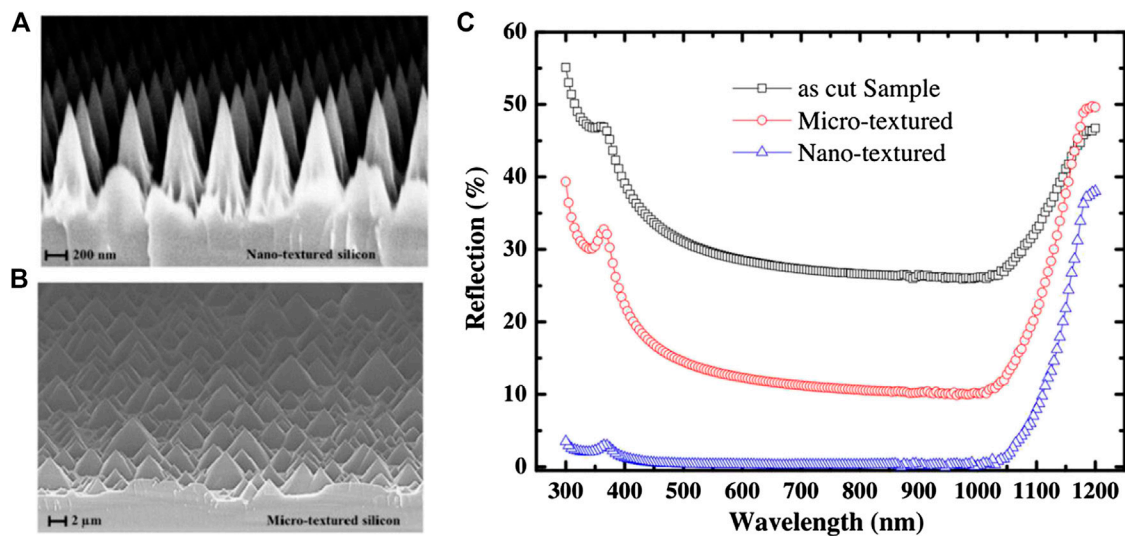 A
200 nm
Nano-textured silicon
B
2 µm
Micro-textured silicon
C
60
50
40
30
20
10
0
Reflection (%)
as cut Sample
Micro-textured
Nano-textured
300 400 500 600 700 800 900 1000 1100 1200
Wavelength (nm)